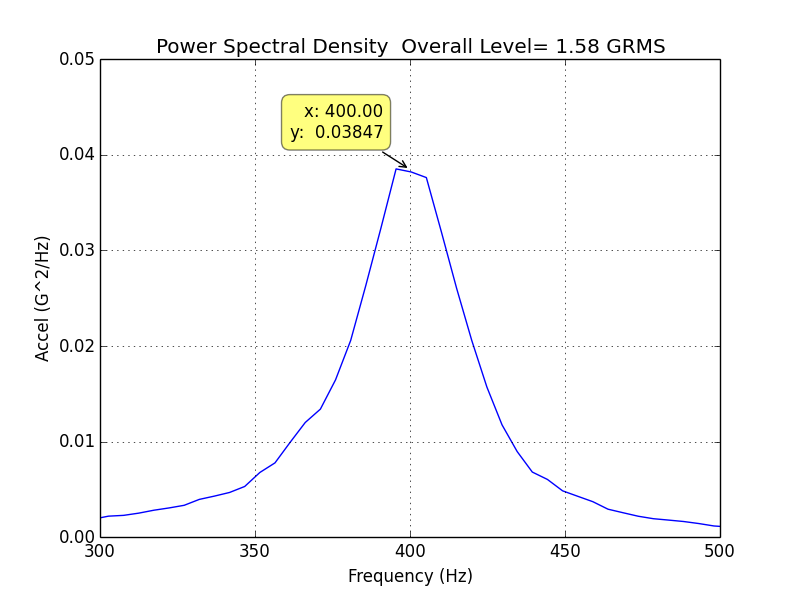 Power Spectral Density  Overall Level= 1.58 GRMS
0.05
x: 400.00
y:  0.03847
0.04
0.03
Accel (G^2/Hz)
0.02
0.01
0.00
300
350
400
450
500
Frequency (Hz)